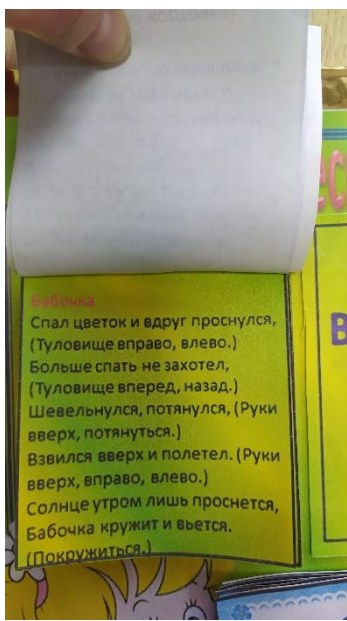 Бабочка
Спал цветок и вдруг проснулся,
(Туловище вправо, влево.)
Больше спать не захотел,
(Туловище вперед, назад.)
Шевельнулся, потянулся, (Руки
вверх, потянуться.)
Взвился вверх и полетел. (Руки
вверх, вправо, влево.)
Солнце утром лишь проснется,
Бабочка кружит и вьется.
(Покружиться.)
ес
В